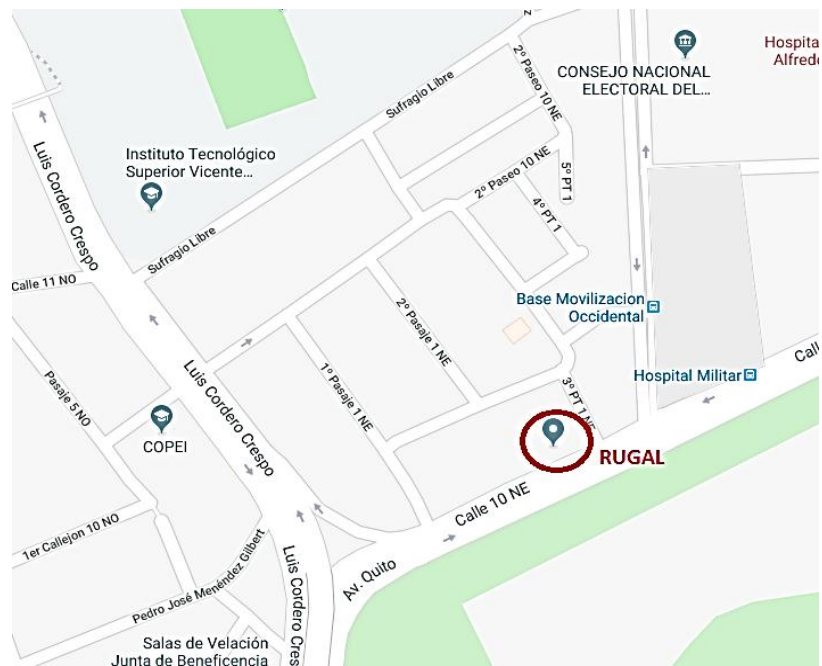 Hospita
Alfredo
CONSEJO NACIONAL
ELECTORAL DEL...
2º Paseo 10 NE
Sufragio Libre
Luis Cordero Crespo
Instituto Tecnológico
Superior Vicente...
5º PT 1
2º Paseo 10 NE
4º PT 1
Sufragio Libre
Calle 11 NO
Base Movilizacion
Occidental
2º Pasaje 1 NE
1º Pasaje 1 NE
Luis Cordero Crespo
Pasaje 5 NO
Hospital Militar
Call
3º PT 1 NE
COPEI
RUGAL
Calle 10 NE
1er Callejon 10 NO
Pedro José Menéndez Gilbert
Luis Cordero Cres
Av. Quito
Salas de Velación
Junta de Beneficencia